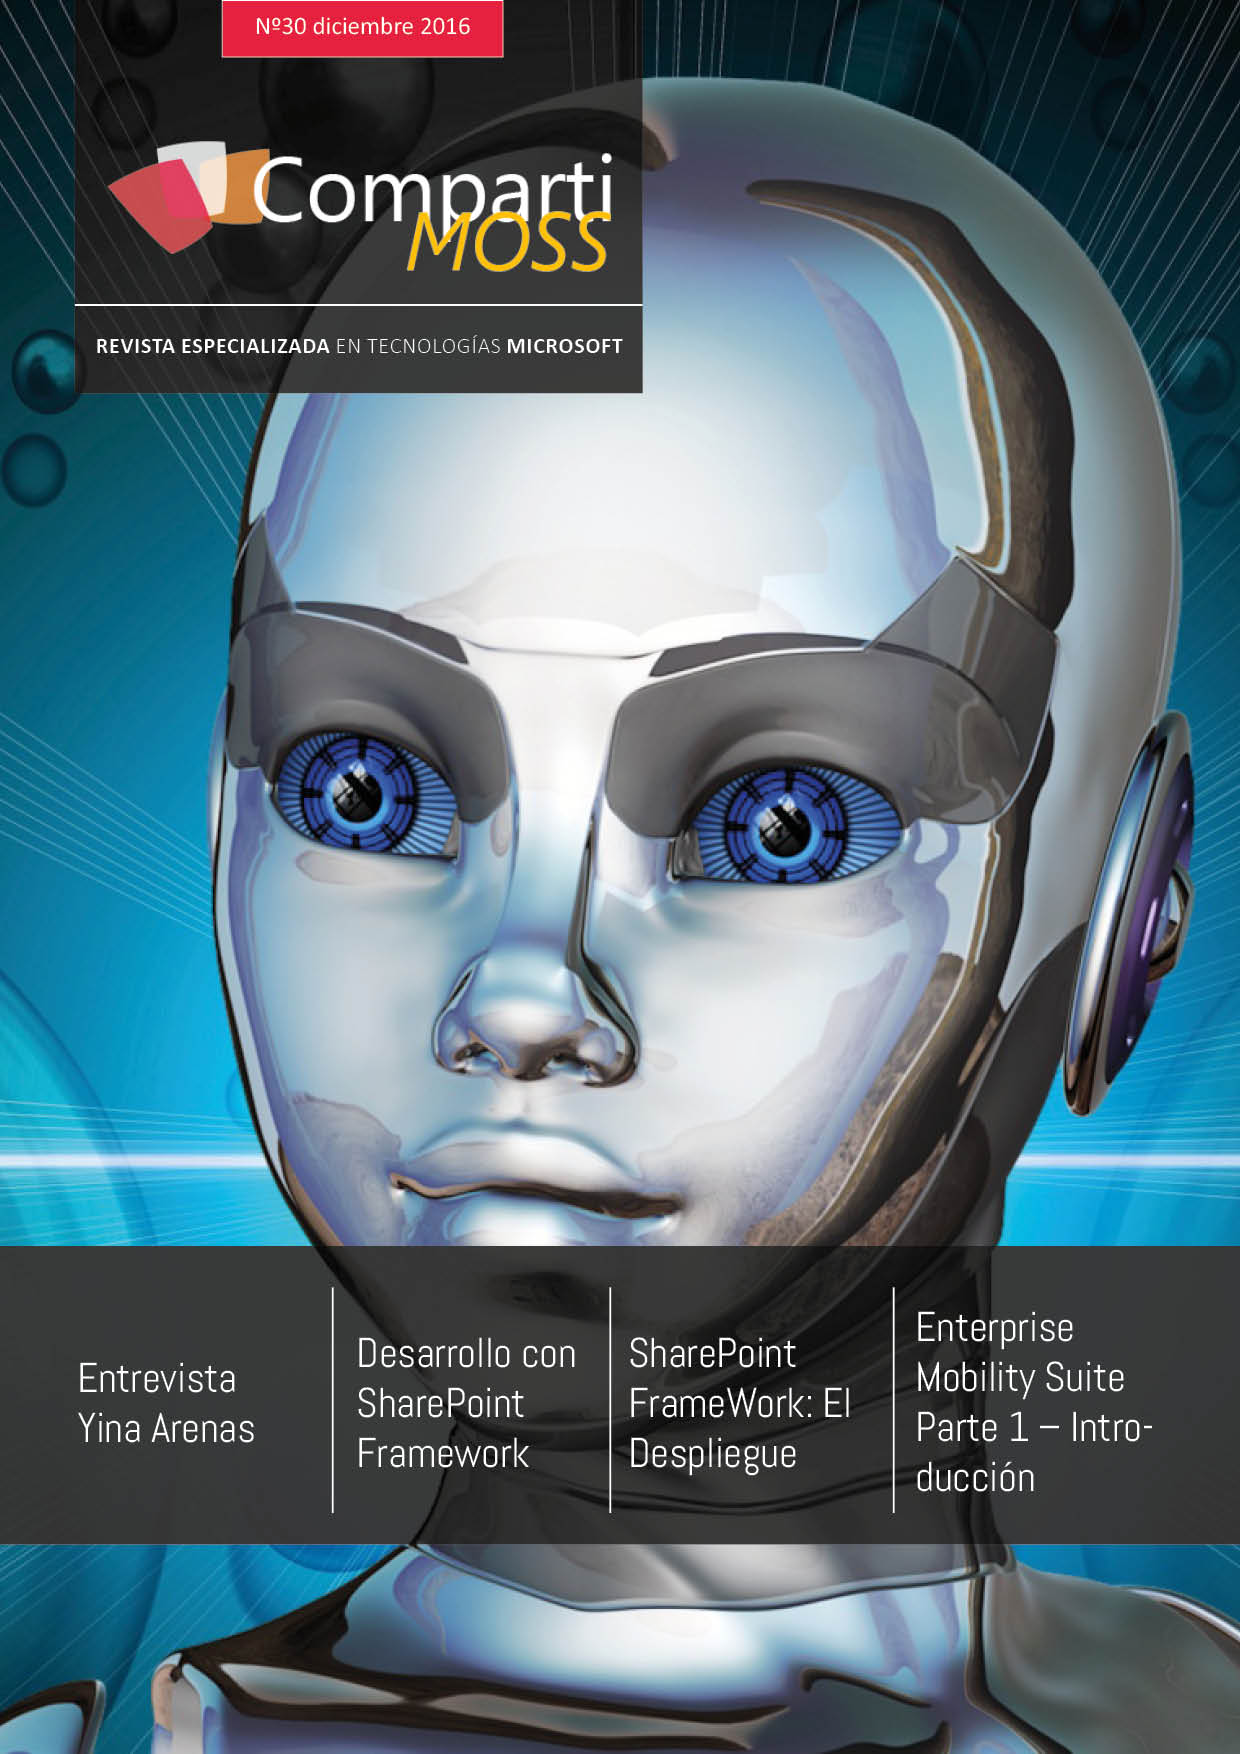 Nº30 diciembre 2016
Comparti
MOSS
REVISTA ESPECIALIZADA EN TECNOLOGÍAS MICROSOFT
Entrevista
Yina Arenas
Desarrollo con
SharePoint
Framework
SharePoint
FrameWork: El
Despliegue
Enterprise
Mobility Suite
Parte 1 – Intro-
ducción